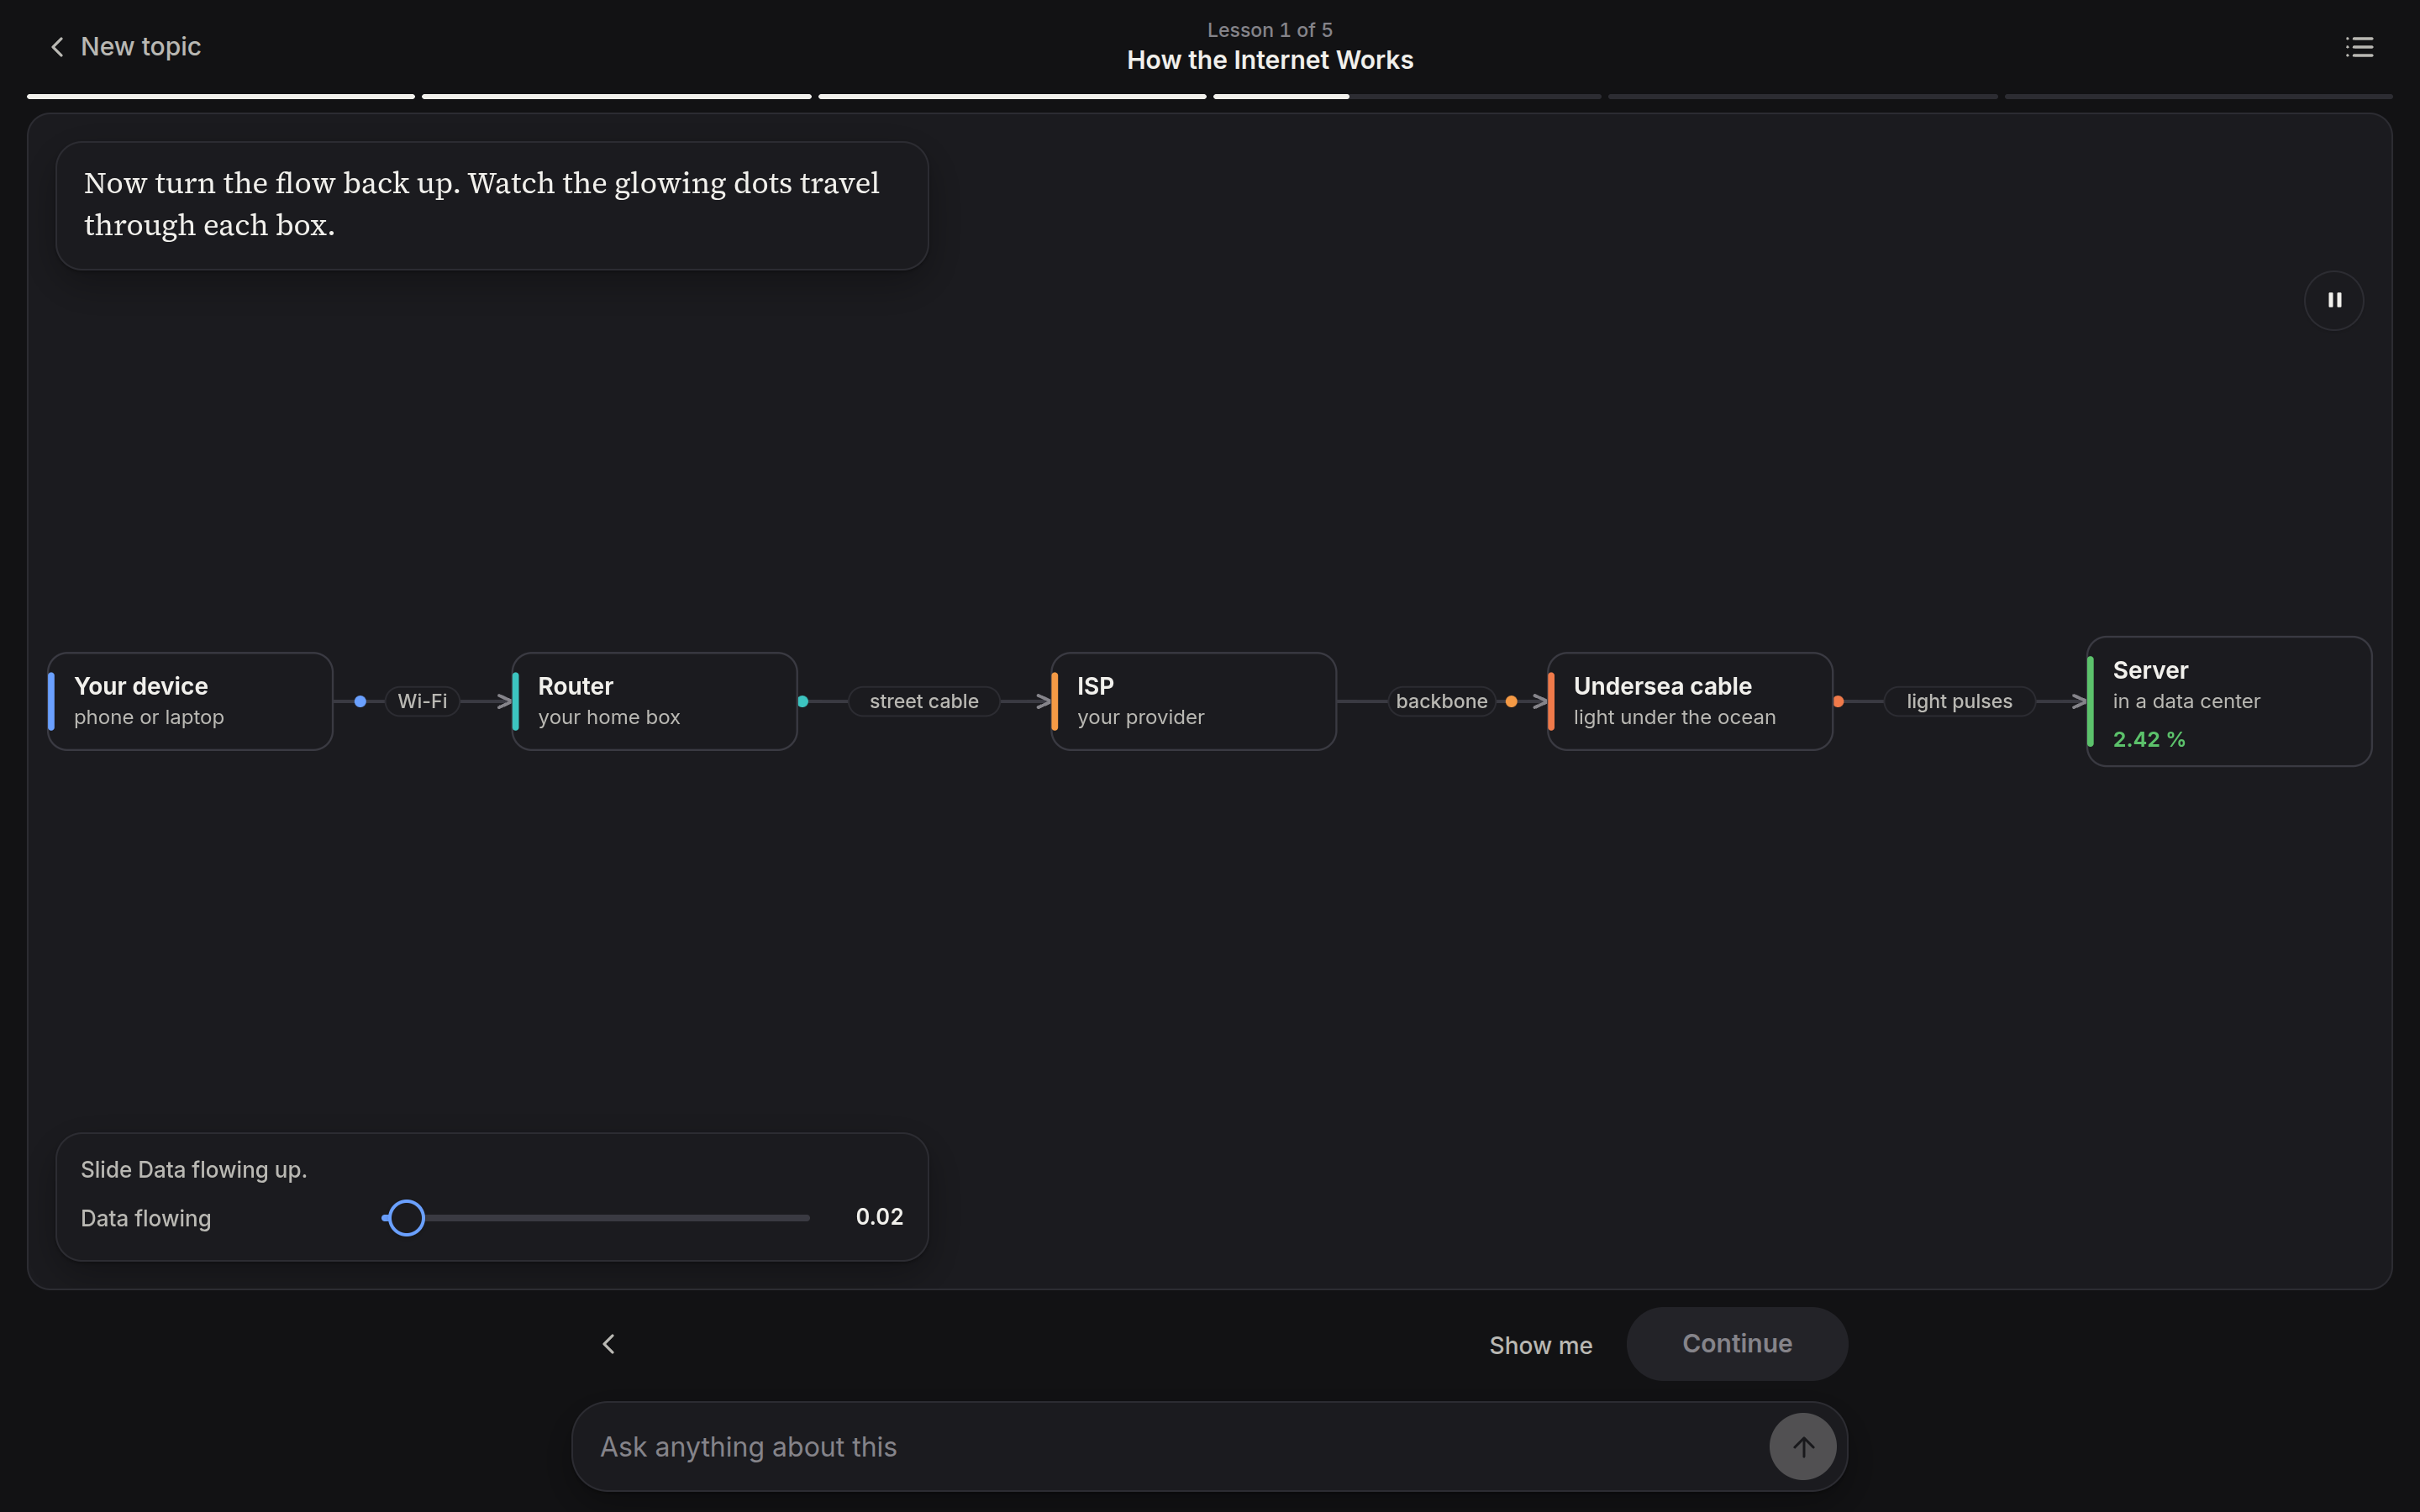 New topic
Lesson 1 of 5
How the Internet Works
Now turn the flow back up. Watch the glowing dots travel
through each box.
Your device
phone or laptop
Wi-Fi
Router
your home box
street cable
ISP
your provider
backbone
Undersea cable
light under the ocean
light pulses
Server
in a data center
2.42 %
Slide Data flowing up.
Data flowing
0.02
Show me
Continue
Ask anything about this